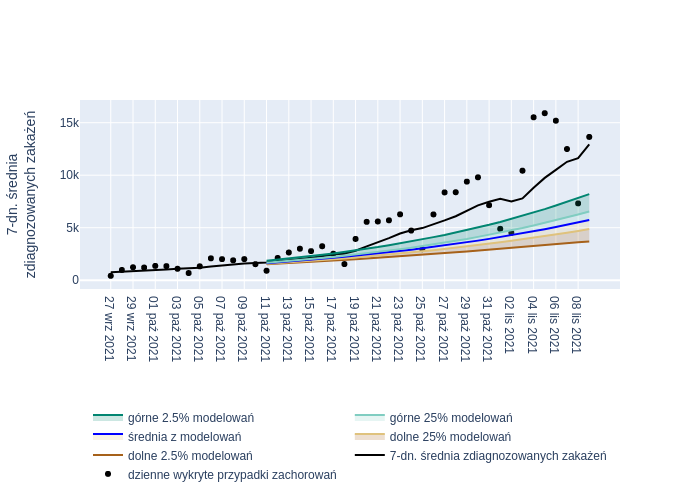 7-dn. średnia
zdiagnozowanych zakażeń
15k
10k
5k
0
27 wrz 2021
29 wrz 2021
01 paź 2021
03 paź 2021
05 paź 2021
07 paź 2021
09 paź 2021
11 paź 2021
13 paź 2021
15 paź 2021
17 paź 2021
19 paź 2021
21 paź 2021
23 paź 2021
25 paź 2021
27 paź 2021
29 paź 2021
31 paź 2021
02 lis 2021
04 lis 2021
06 lis 2021
08 lis 2021
górne 2.5% modelowań
górne 25% modelowań
średnia z modelowań
dolne 25% modelowań
dolne 2.5% modelowań
7-dn. średnia zdiagnozowanych zakażeń
dzienne wykryte przypadki zachorowań